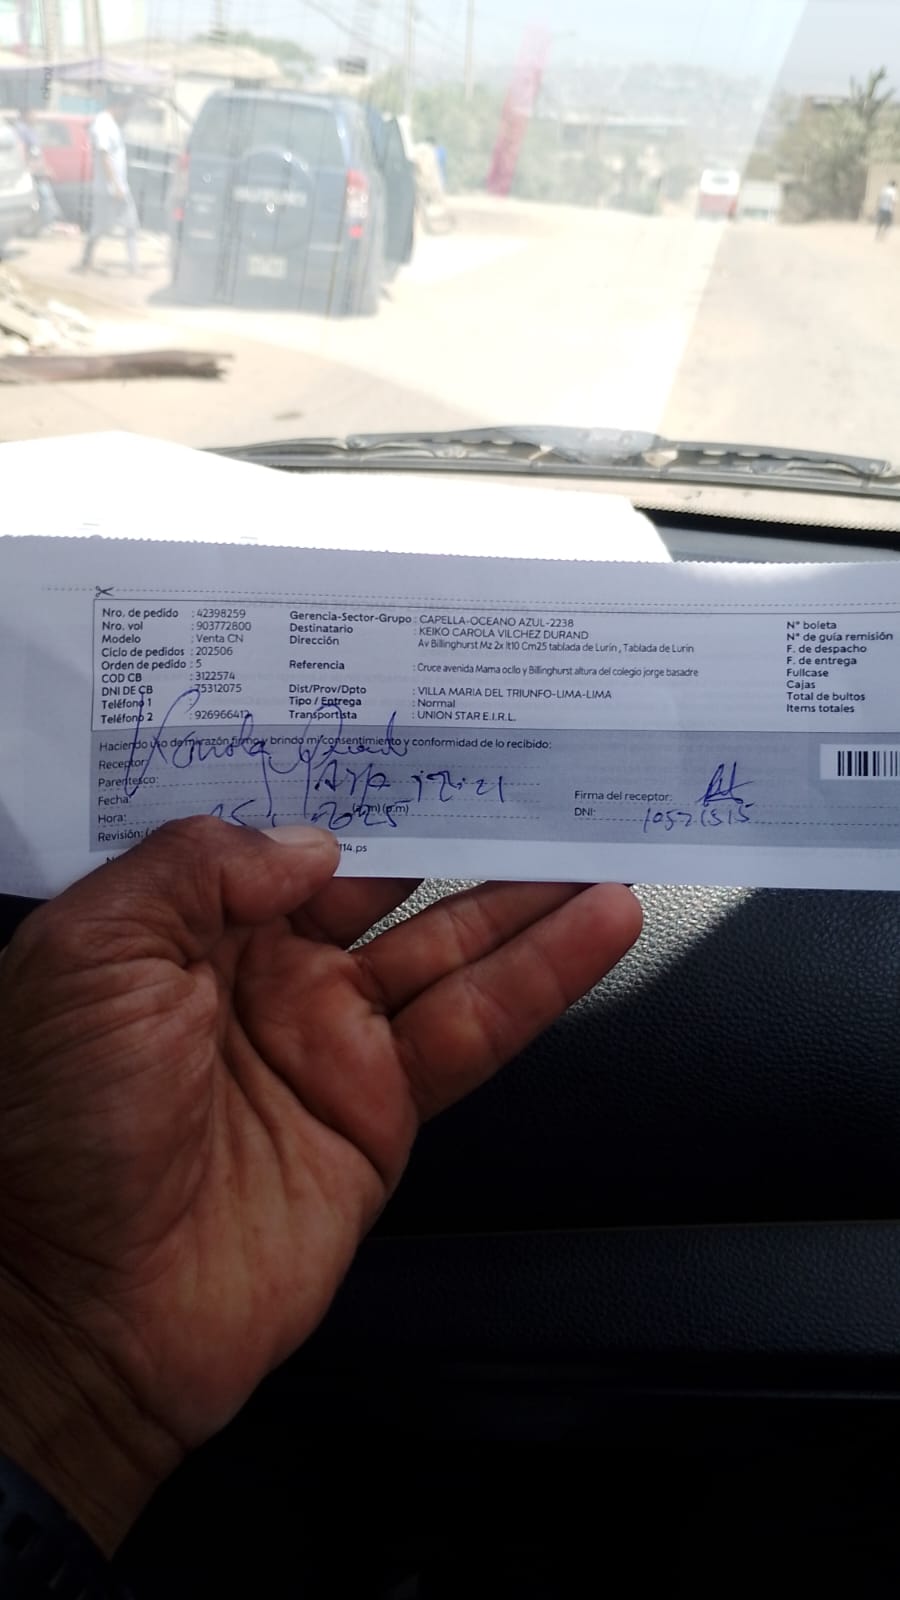 Nro. de pedido : 42398259
Nro. vol : 903772800
Modelo : Venta CN
Ciclo de pedidos : 202506
Orden de pedido : 5
COD CB : 3122574
DNI DE CB : 75312075
Teléfono 1 :
Teléfono 2 : 926966412
Gerencia-Sector-Grupo : CAPELLA-OCEANO AZUL-2238
Destinatario : KEIKO CAROLA VILCHEZ DURAND
Dirección Av Billinghurst Mz 2x lt10 Cm25 tablada de Lurin , Tablada de Lurin
Referencia : Cruce avenida Mama ocllo y Billinghurst altura del colegio jorge basadre
Dist/Prov/Dpto : VILLA MARIA DEL TRIUNFO-LIMA-LIMA
Tipo / Entrega : Normal
Transportista : UNION STAR E.I.R.L.
N° boleta
N° de guía remisión
F. de despacho
F. de entrega
Fullcase
Cajas
Total de bultos
Items totales
Haciendo uso de mi razón firmo y brindo mi consentimiento y conformidad de lo recibido:
Receptor:
Parentesco:
Fecha:
Hora: (a.m) (p.m)
2025
Revisión:
114.ps
Firma del receptor:
DNI: